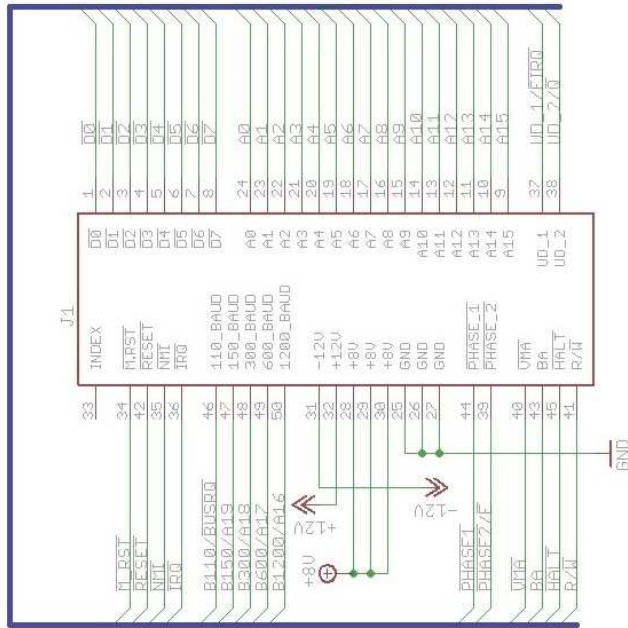 D0
D1
D2
D3
D4
D5
D6
D7
A0
A1
A2
A3
A4
A5
A6
A7
A8
A9
A10
A11
A12
A13
A14
A15
UD_1/FIRQ
UD_2/Q
1
2
3
4
5
6
7
8
24
23
22
21
20
19
18
17
16
15
14
13
12
11
10
9
37
38
D0
D1
D2
D3
D4
D5
D6
D7
A0
A1
A2
A3
A4
A5
A6
A7
A8
A9
A10
A11
A12
A13
A14
A15
UD_1
UD_2
J1
INDEX
M.RST
RESET
NMI
IRQ
110_BAUD
150_BAUD
300_BAUD
600_BAUD
1200_BAUD
-12V
+12V
+8V
+8V
+8V
GND
GND
GND
PHASE_1
PHASE_2
VMA
BA
HALT
R/W
33
34
42
35
36
46
47
48
49
50
31
32
28
29
30
25
26
27
44
39
40
43
45
41
M_RST
RESET
NMI
IRQ
B110/BUSRQ
B150/A19
B300/A18
B600/A17
B1200/A16
+12V
+8V
-12V
PHASE1
PHASE2/E
VMA
BA
HALT
R/W
GND